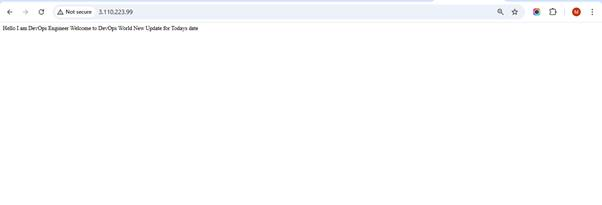 Not secure
3.110.223.99
M
Hello I am DevOps Engineer Welcome to DevOps World New Update for Todays date